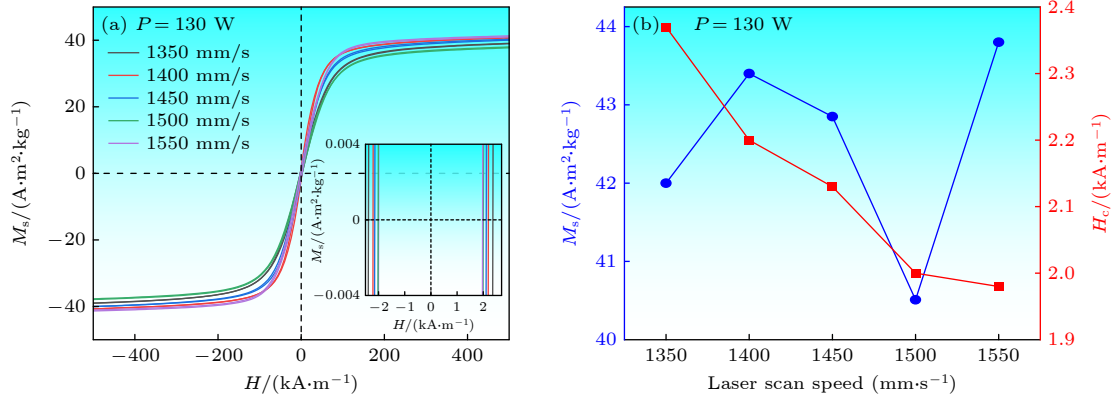 (a) P = 130 W
1350 mm/s
1400 mm/s
1450 mm/s
1500 mm/s
1550 mm/s
Mₛ/(A·m²·kg⁻¹)
40
20
0
−20
−40
−400
−200
0
200
400
H/(kA·m⁻¹)
Mₛ/(A·m²·kg⁻¹)
0.004
0
−0.004
−2
−1
0
1
2
H/(kA·m⁻¹)
(b) P = 130 W
Mₛ/(A·m²·kg⁻¹)
44
43
42
41
40
1350
1400
1450
1500
1550
Laser scan speed (mm·s⁻¹)
2.4
2.3
2.2
2.1
2.0
1.9
H_c/(kA·m⁻¹)